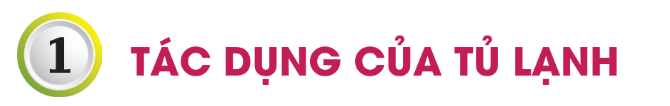 1 TÁC DỤNG CỦA TỦ LẠNH